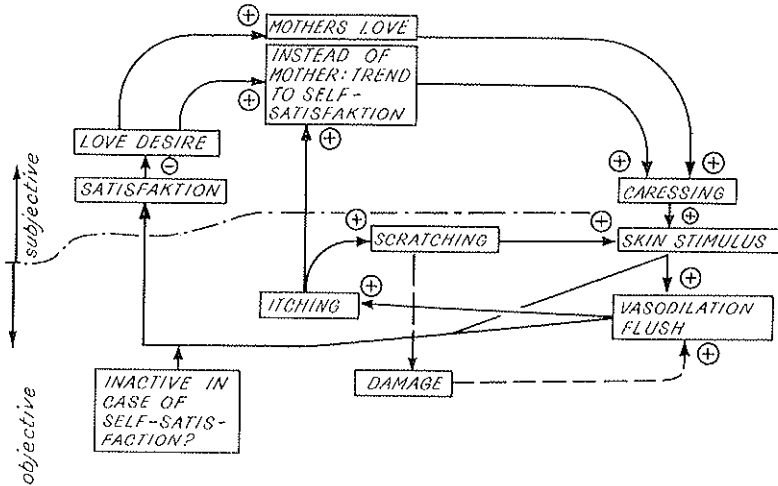 MOTHERS LOVE
INSTEAD OF
MOTHER: TREND
TO SELF-
SATISFAKTION
LOVE DESIRE
SATISFAKTION
CARESSING
SCRATCHING
SKIN STIMULUS
ITCHING
VASODILATION
FLUSH
DAMAGE
INACTIVE IN
CASE OF
SELF-SATIS-
FACTION?
subjective
objective
+
+
+
+
+
−
+
+
+
+
+
+